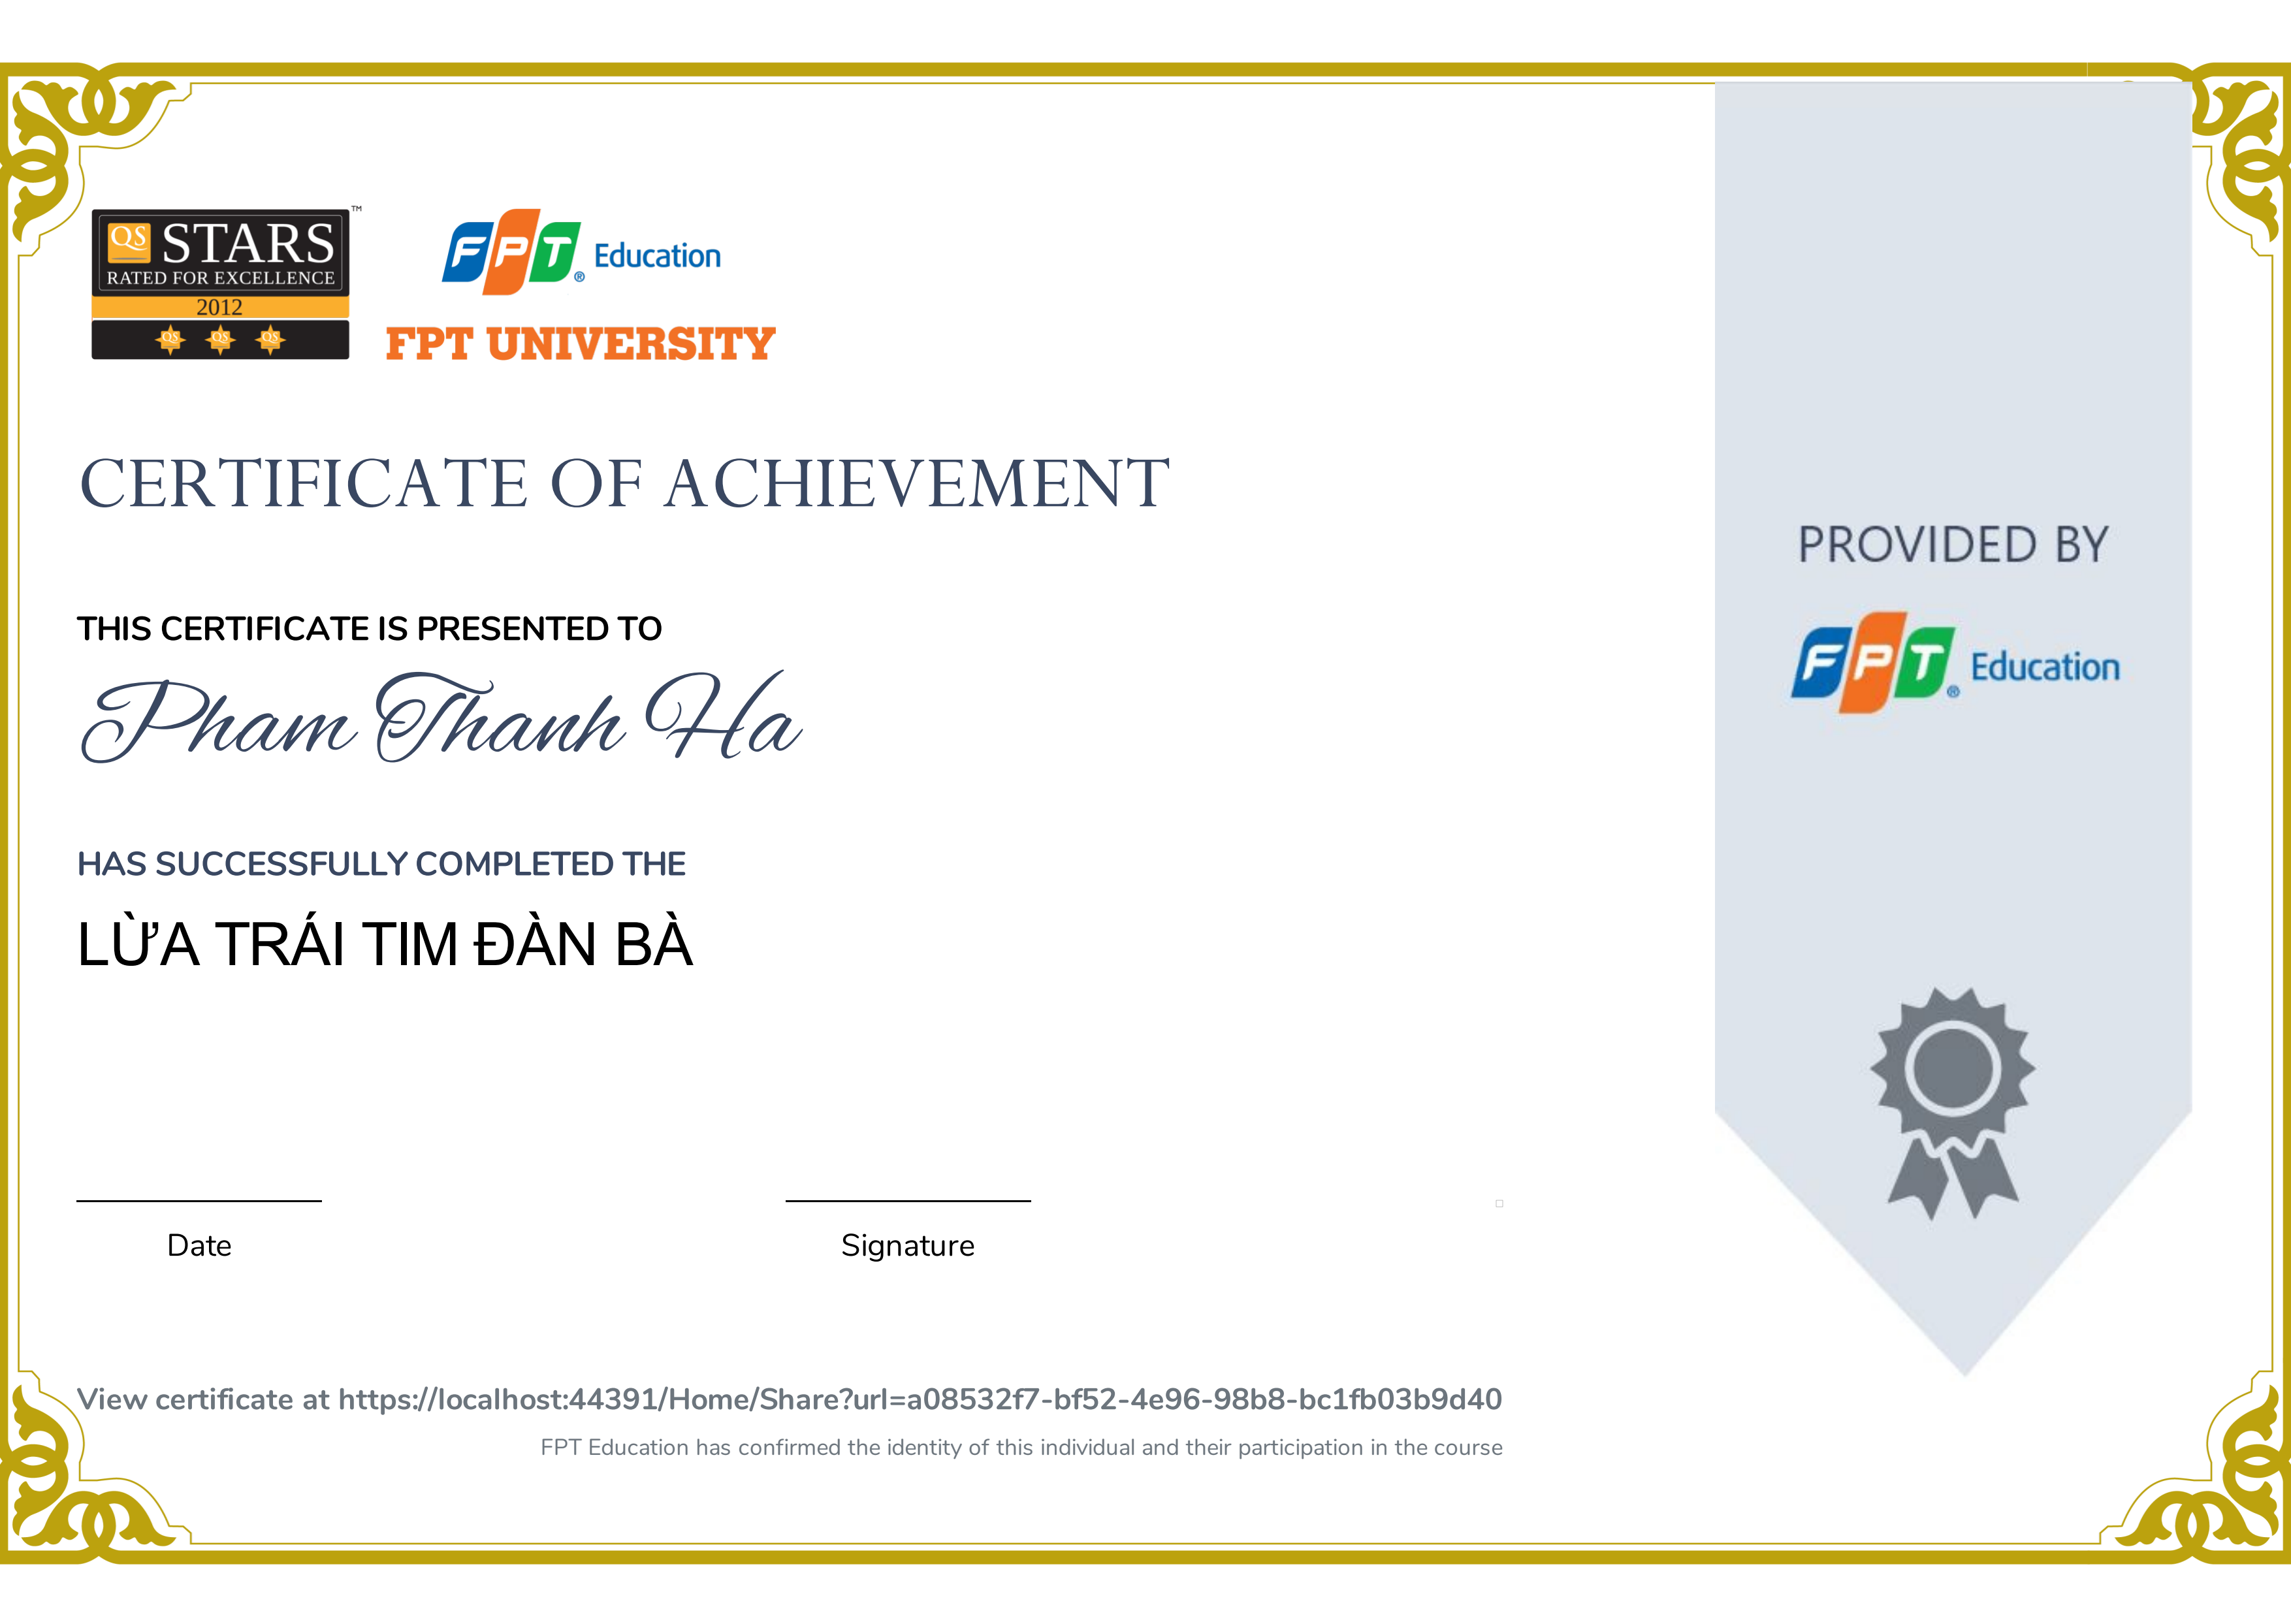 QS STARS TM
RATED FOR EXCELLENCE
2012
QS QS QS
FPT® Education
FPT UNIVERSITY
CERTIFICATE OF ACHIEVEMENT
THIS CERTIFICATE IS PRESENTED TO
Pham Thanh Ha
HAS SUCCESSFULLY COMPLETED THE
LỪA TRÁI TIM ĐÀN BÀ
Date
Signature
View certificate at https://localhost:44391/Home/Share?url=a08532f7-bf52-4e96-98b8-bc1fb03b9d40
FPT Education has confirmed the identity of this individual and their participation in the course
PROVIDED BY
FPT® Education